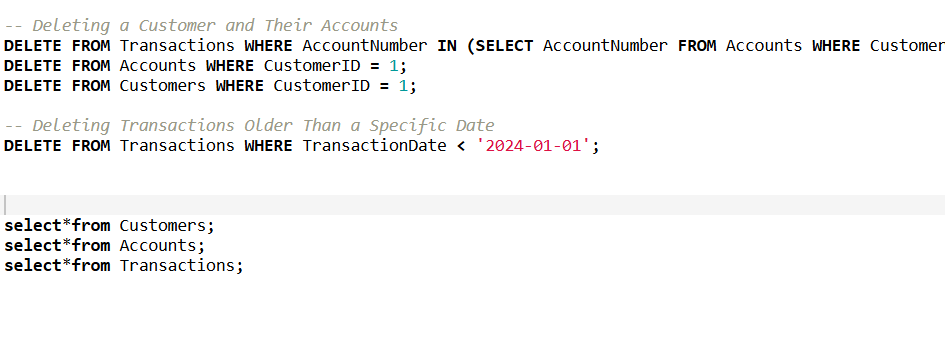 -- Deleting a Customer and Their Accounts
DELETE FROM Transactions WHERE AccountNumber IN (SELECT AccountNumber FROM Accounts WHERE Customer
DELETE FROM Accounts WHERE CustomerID = 1;
DELETE FROM Customers WHERE CustomerID = 1;
-- Deleting Transactions Older Than a Specific Date
DELETE FROM Transactions WHERE TransactionDate < '2024-01-01';
select*from Customers;
select*from Accounts;
select*from Transactions;